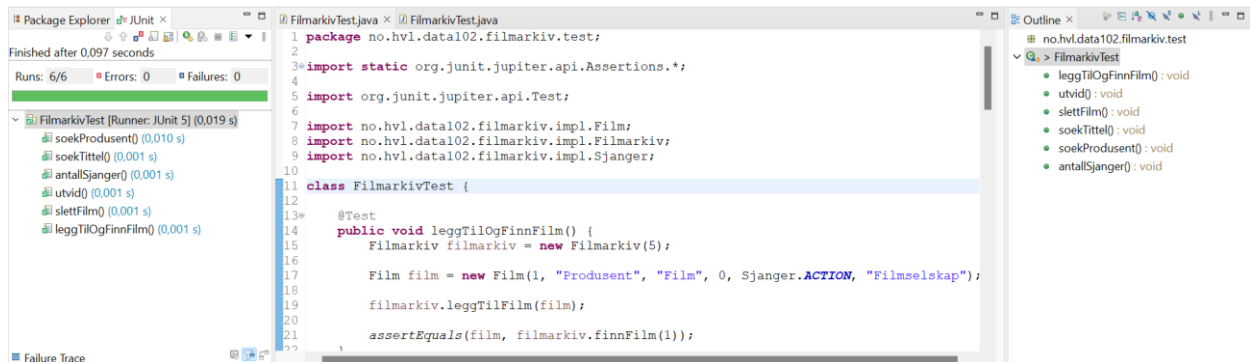 Package Explorer JUnit ×
Finished after 0,097 seconds
Runs: 6/6 Errors: 0 Failures: 0
FilmarkivTest [Runner: JUnit 5] (0,019 s)
soekProdusent() (0,010 s)
soekTittel() (0,001 s)
antallSjanger() (0,001 s)
utvid() (0,001 s)
slettFilm() (0,001 s)
leggTilOgFinnFilm() (0,001 s)
Failure Trace
FilmarkivTest.java × FilmarkivTest.java
1 package no.hvl.data102.filmarkiv.test;
2
3 import static org.junit.jupiter.api.Assertions.*;
4
5 import org.junit.jupiter.api.Test;
6
7 import no.hvl.data102.filmarkiv.impl.Film;
8 import no.hvl.data102.filmarkiv.impl.Filmarkiv;
9 import no.hvl.data102.filmarkiv.impl.Sjanger;
10
11 class FilmarkivTest {
12
13 @Test
14 public void leggTilOgFinnFilm() {
15 Filmarkiv filmarkiv = new Filmarkiv(5);
16
17 Film film = new Film(1, "Produsent", "Film", 0, Sjanger.ACTION, "Filmselskap");
18
19 filmarkiv.leggTilFilm(film);
20
21 assertEquals(film, filmarkiv.finnFilm(1));
22 }
Outline ×
no.hvl.data102.filmarkiv.test
> FilmarkivTest
leggTilOgFinnFilm() : void
utvid() : void
slettFilm() : void
soekTittel() : void
soekProdusent() : void
antallSjanger() : void